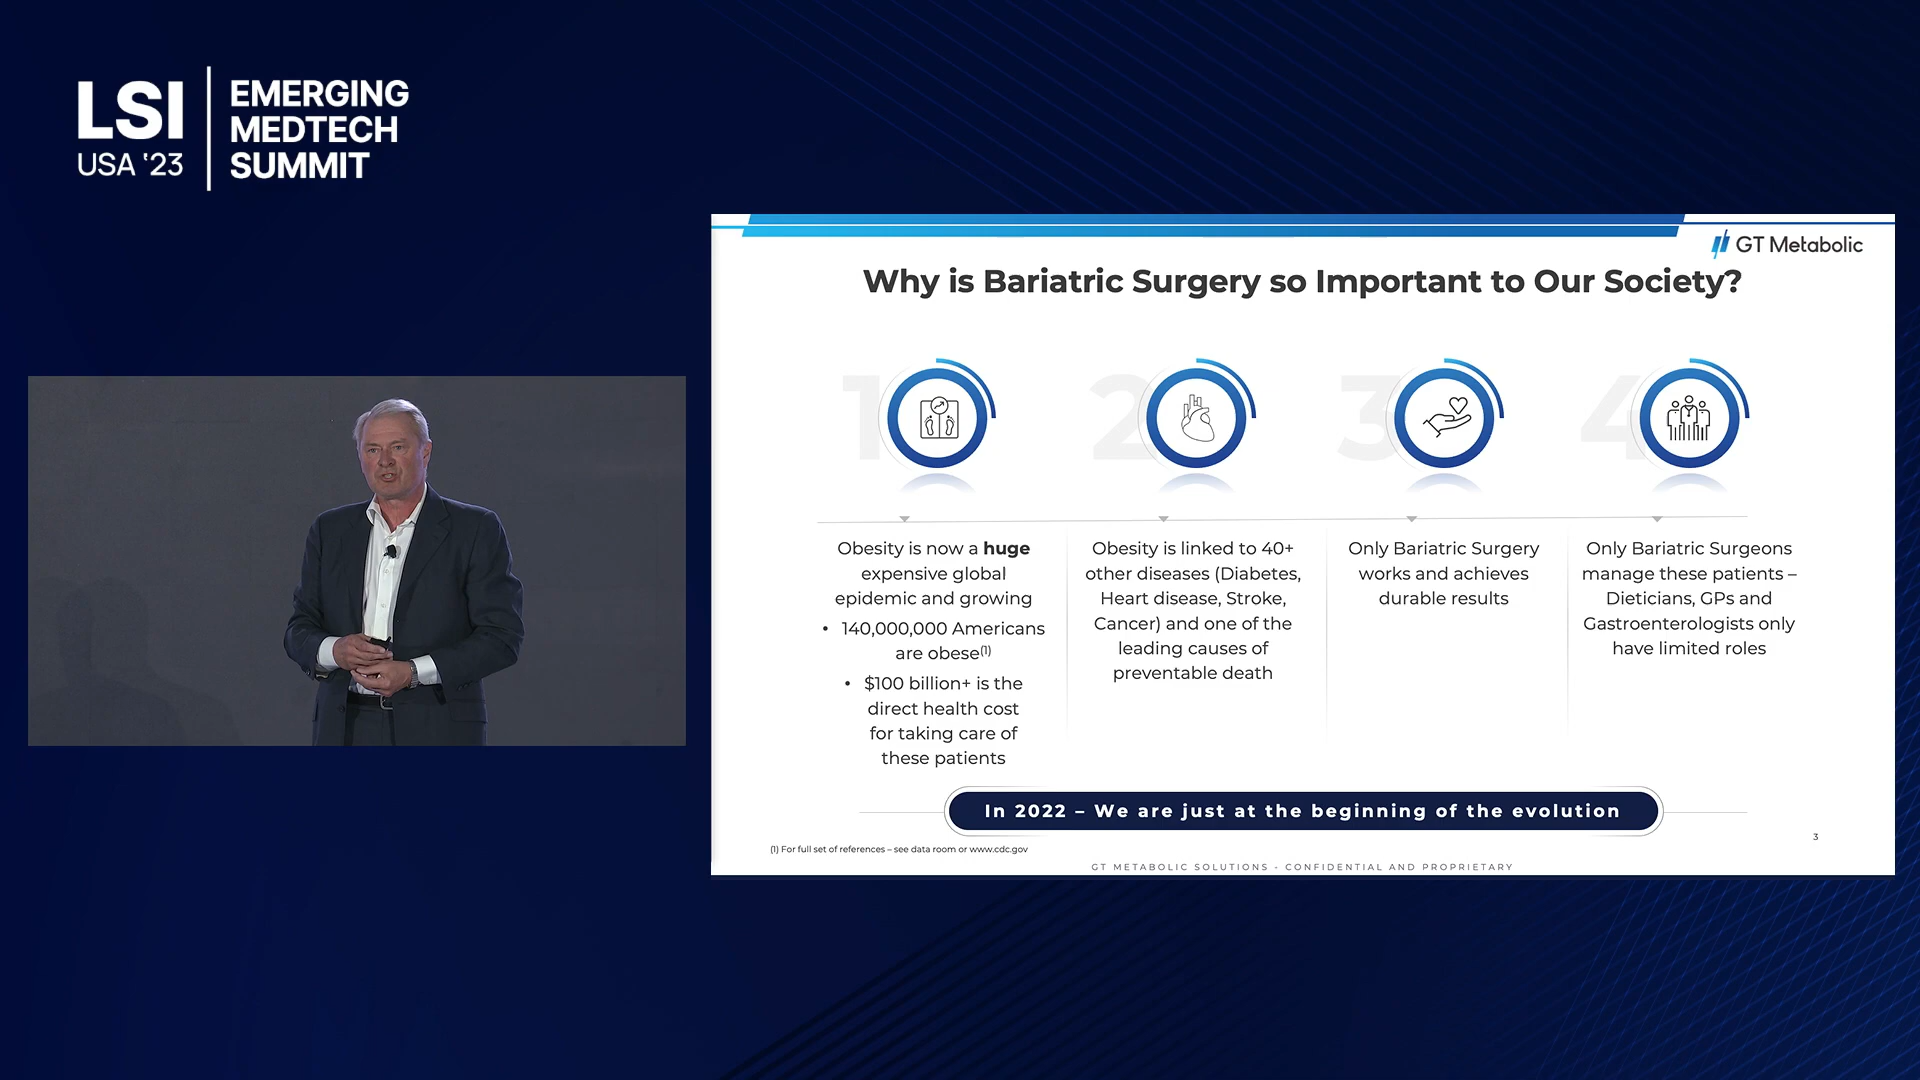 LSI
USA '23
EMERGING
MEDTECH
SUMMIT
GT Metabolic
Why is Bariatric Surgery so Important to Our Society?
1
2
3
4
Obesity is now a huge
expensive global
epidemic and growing
• 140,000,000 Americans
are obese(1)
• $100 billion+ is the
direct health cost
for taking care of
these patients
Obesity is linked to 40+
other diseases (Diabetes,
Heart disease, Stroke,
Cancer) and one of the
leading causes of
preventable death
Only Bariatric Surgery
works and achieves
durable results
Only Bariatric Surgeons
manage these patients –
Dieticians, GPs and
Gastroenterologists only
have limited roles
In 2022 – We are just at the beginning of the evolution
3
(1) For full set of references – see data room or www.cdc.gov
GT METABOLIC SOLUTIONS - CONFIDENTIAL AND PROPRIETARY